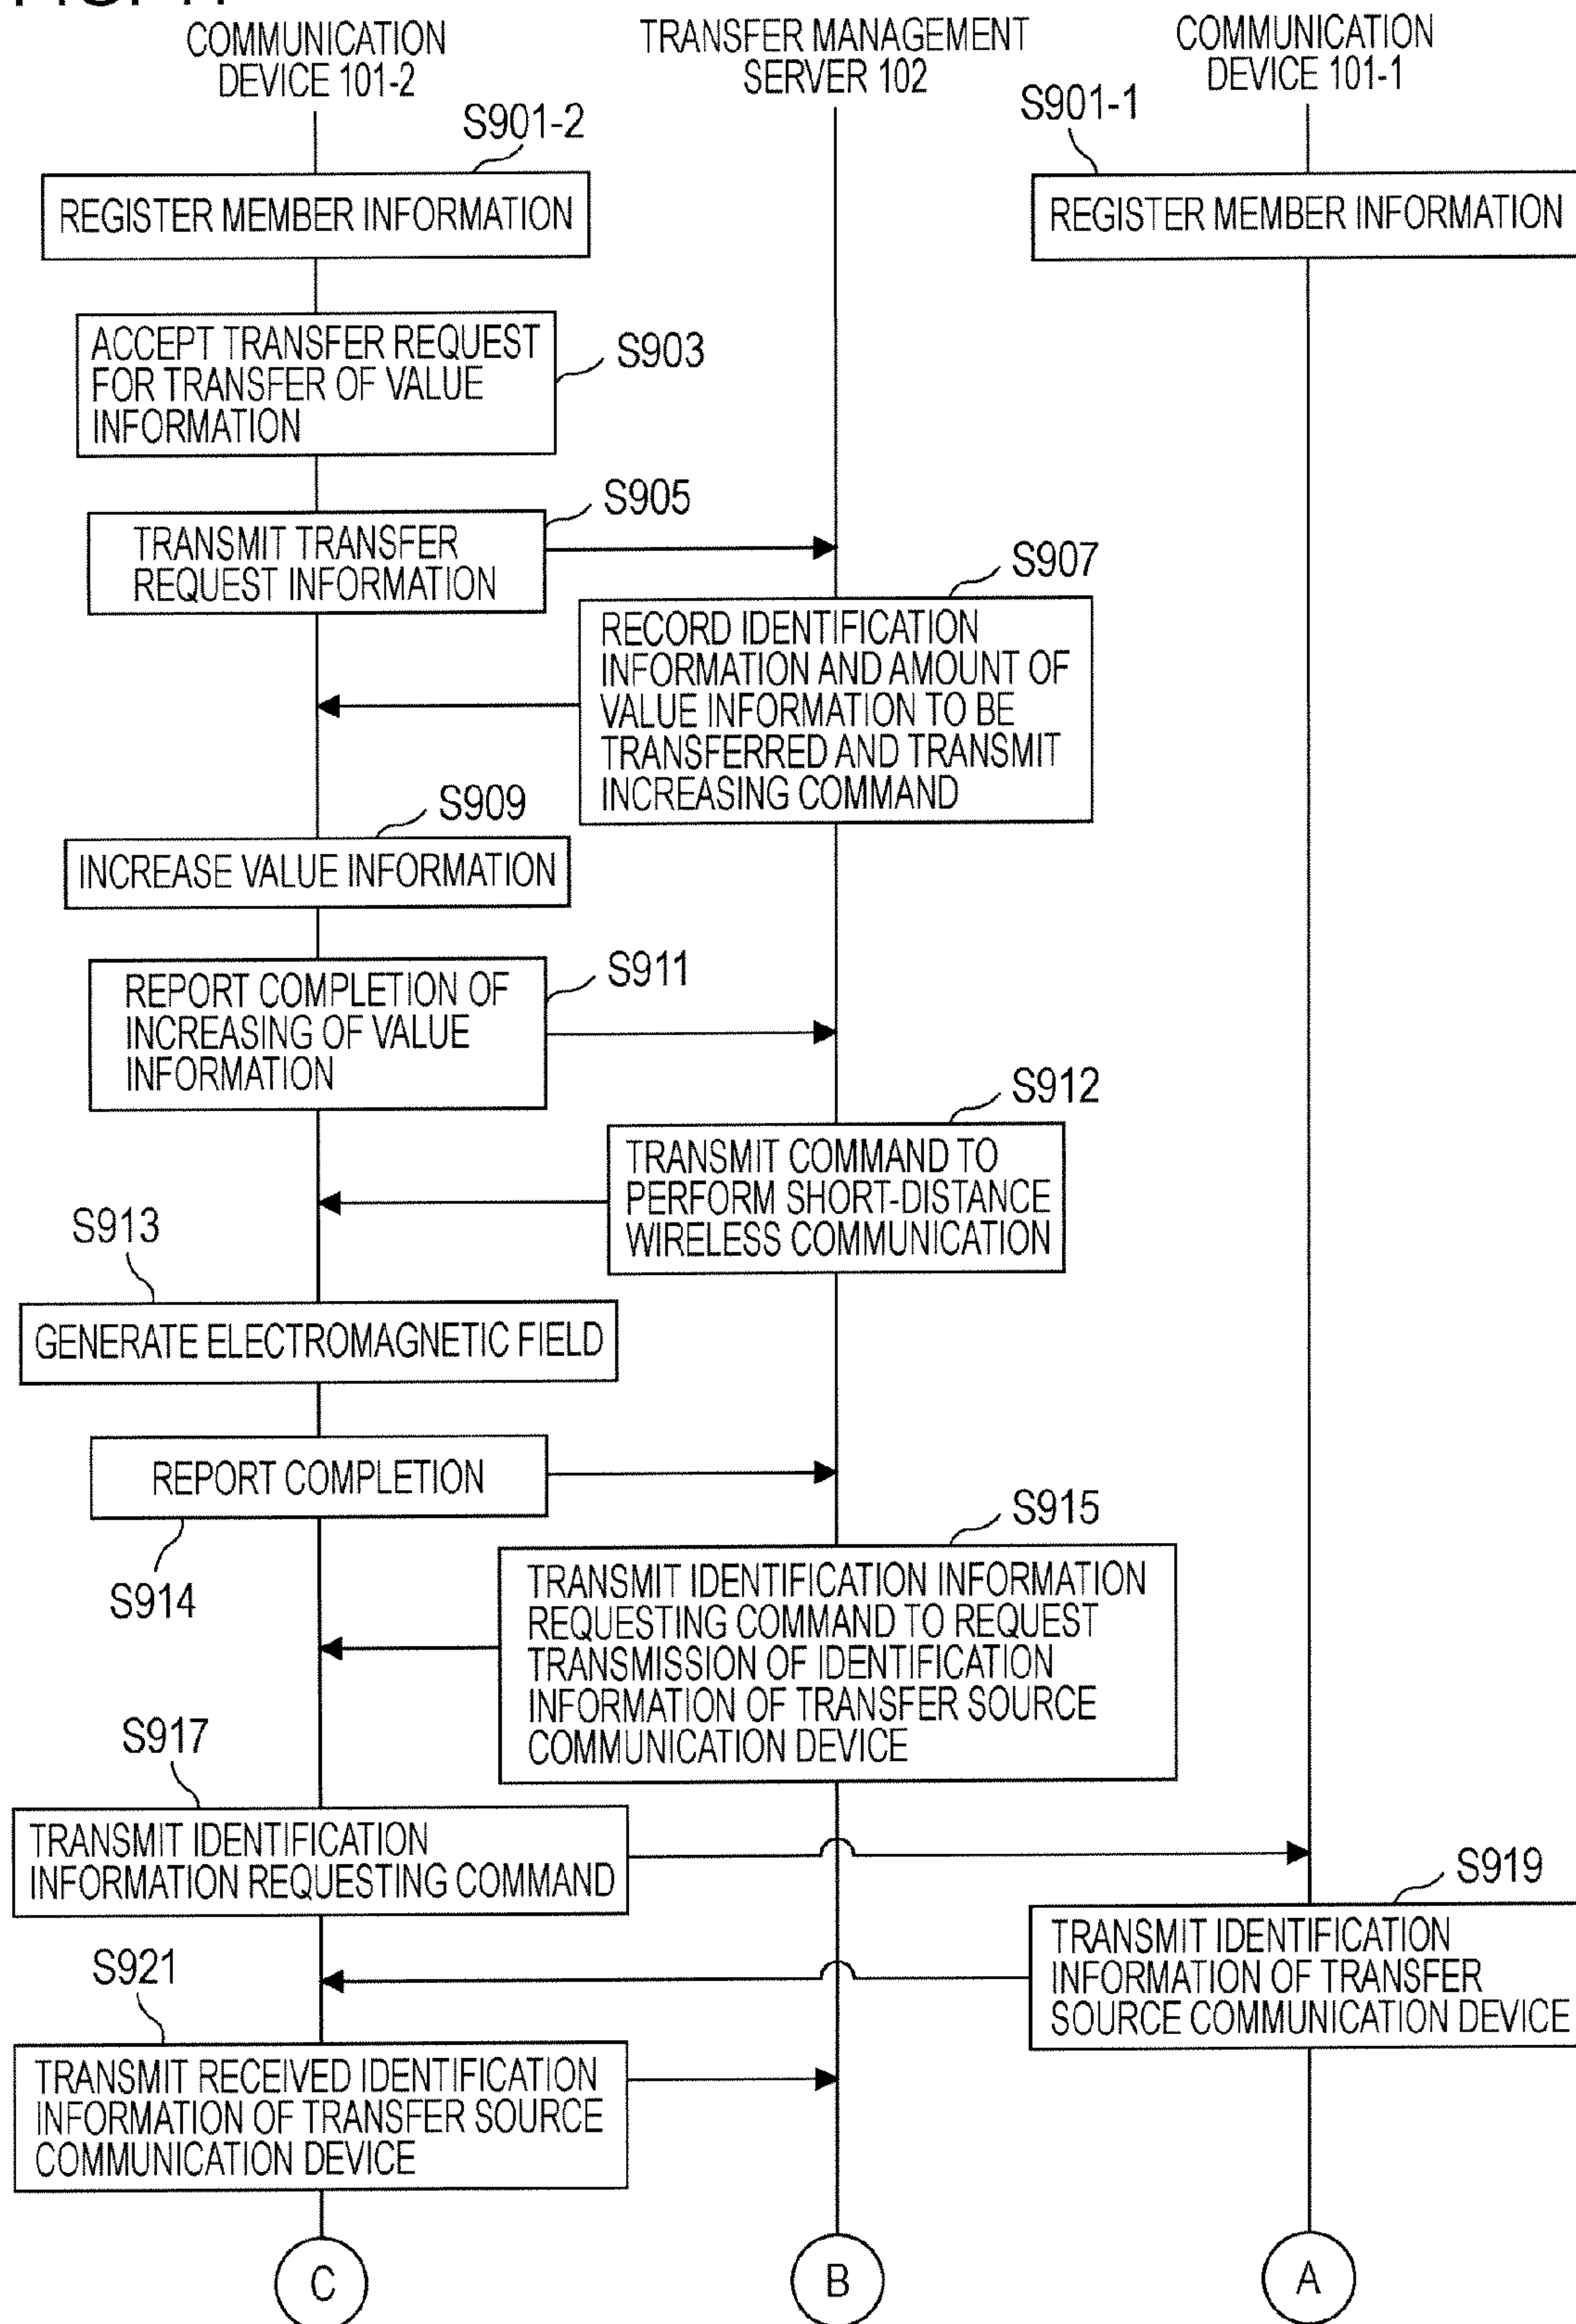 COMMUNICATION
DEVICE 101-2
TRANSFER MANAGEMENT
SERVER 102
COMMUNICATION
DEVICE 101-1
S901-2
S901-1
REGISTER MEMBER INFORMATION
REGISTER MEMBER INFORMATION
ACCEPT TRANSFER REQUEST
FOR TRANSFER OF VALUE
INFORMATION
S903
S905
TRANSMIT TRANSFER
REQUEST INFORMATION
S907
RECORD IDENTIFICATION
INFORMATION AND AMOUNT OF
VALUE INFORMATION TO BE
TRANSFERRED AND TRANSMIT
INCREASING COMMAND
S909
INCREASE VALUE INFORMATION
S911
REPORT COMPLETION OF
INCREASING OF VALUE
INFORMATION
S912
TRANSMIT COMMAND TO
PERFORM SHORT-DISTANCE
WIRELESS COMMUNICATION
S913
GENERATE ELECTROMAGNETIC FIELD
REPORT COMPLETION
S914
S915
TRANSMIT IDENTIFICATION INFORMATION
REQUESTING COMMAND TO REQUEST
TRANSMISSION OF IDENTIFICATION
INFORMATION OF TRANSFER SOURCE
COMMUNICATION DEVICE
S917
TRANSMIT IDENTIFICATION
INFORMATION REQUESTING COMMAND
S919
TRANSMIT IDENTIFICATION
INFORMATION OF TRANSFER
SOURCE COMMUNICATION DEVICE
S921
TRANSMIT RECEIVED IDENTIFICATION
INFORMATION OF TRANSFER SOURCE
COMMUNICATION DEVICE
C
B
A